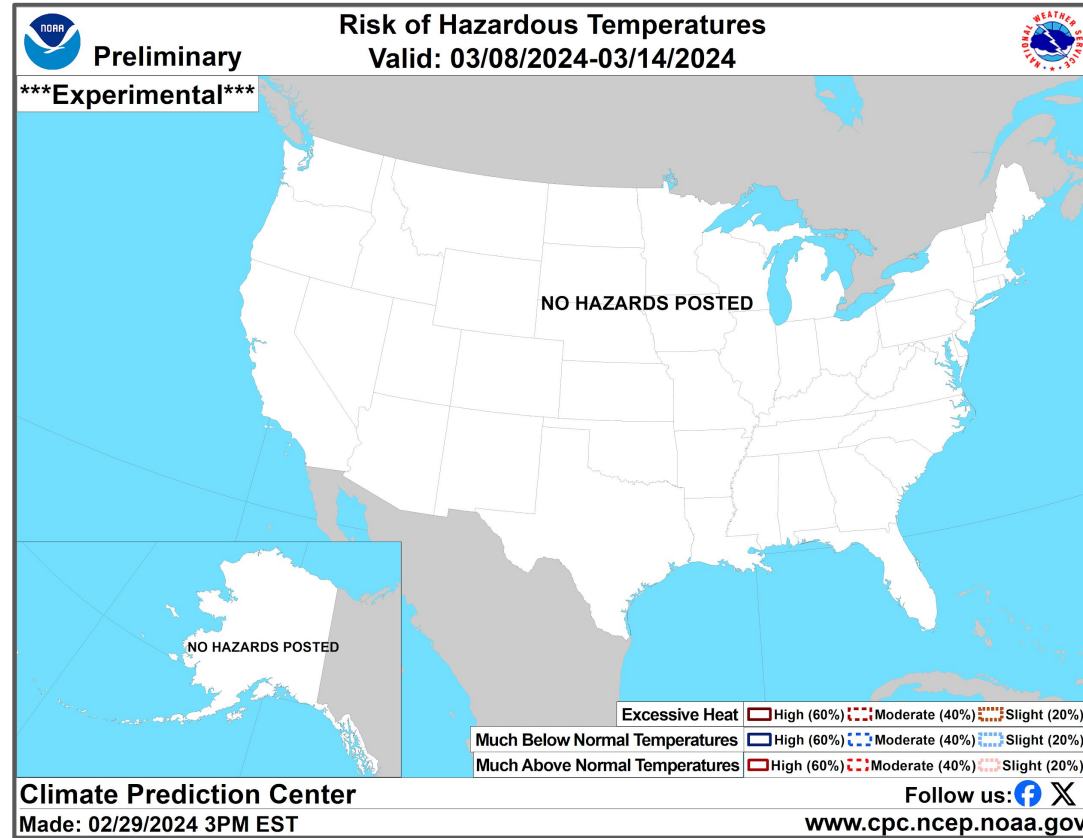 NOAA
Preliminary
Risk of Hazardous Temperatures
Valid: 03/08/2024-03/14/2024
NATIONAL WEATHER SERVICE
***Experimental***
NO HAZARDS POSTED
NO HAZARDS POSTED
Excessive Heat High (60%) Moderate (40%) Slight (20%)
Much Below Normal Temperatures High (60%) Moderate (40%) Slight (20%)
Much Above Normal Temperatures High (60%) Moderate (40%) Slight (20%)
Climate Prediction Center
Follow us:
Made: 02/29/2024 3PM EST
www.cpc.ncep.noaa.gov